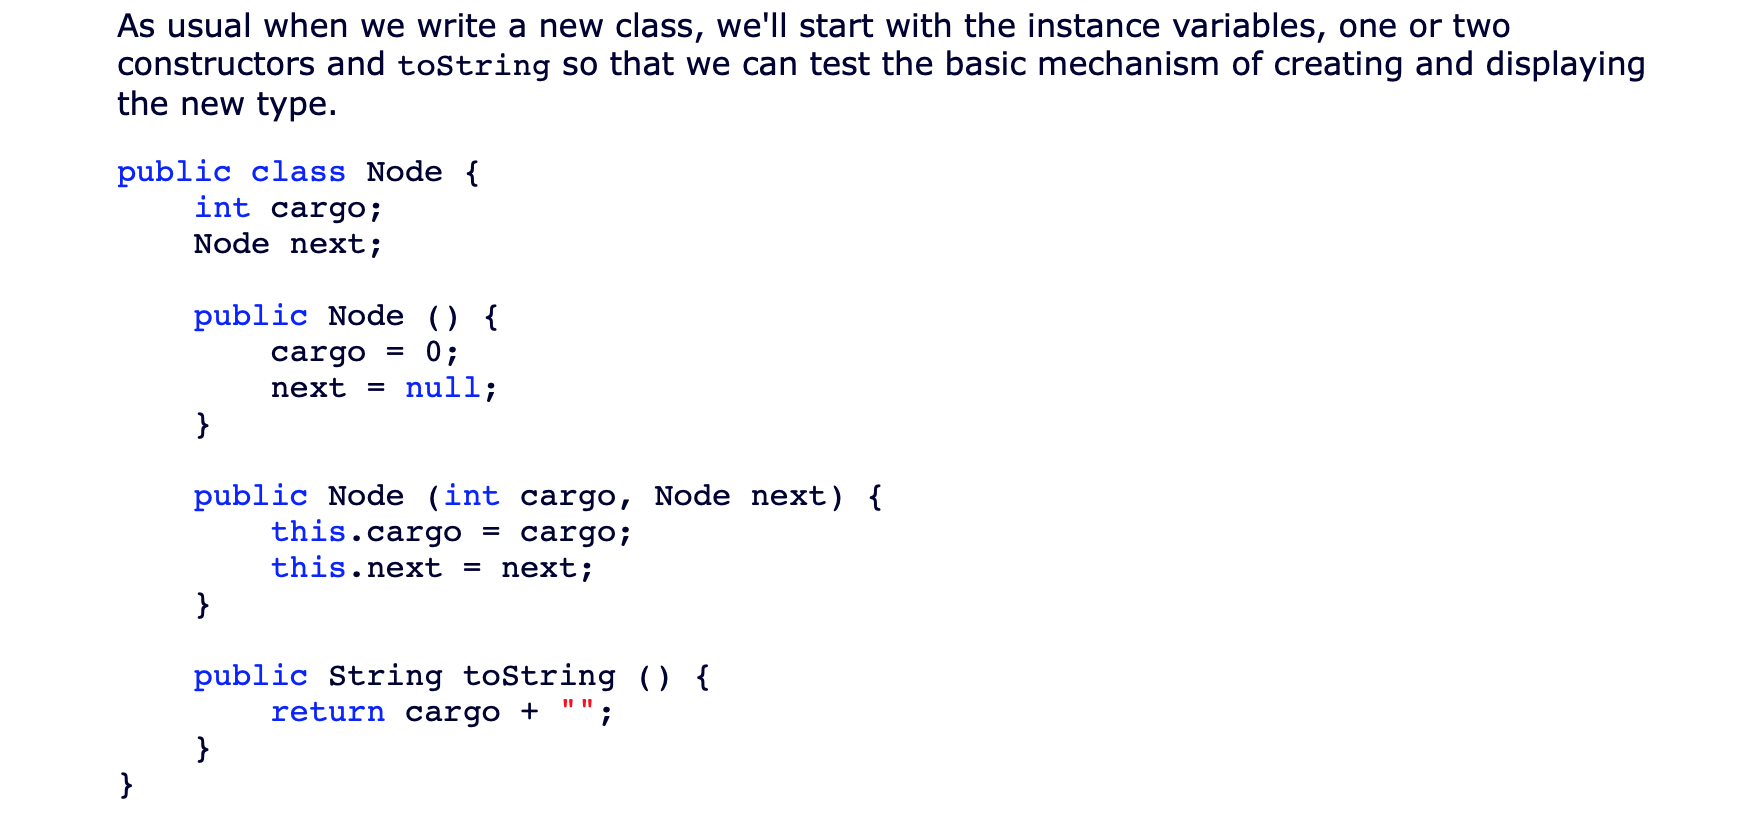 As usual when we write a new class, we'll start with the instance variables, one or two
constructors and toString so that we can test the basic mechanism of creating and displaying
the new type.
public class Node {
    int cargo;
    Node next;

    public Node () {
        cargo = 0;
        next = null;
    }

    public Node (int cargo, Node next) {
        this.cargo = cargo;
        this.next = next;
    }

    public String toString () {
        return cargo + "";
    }
}